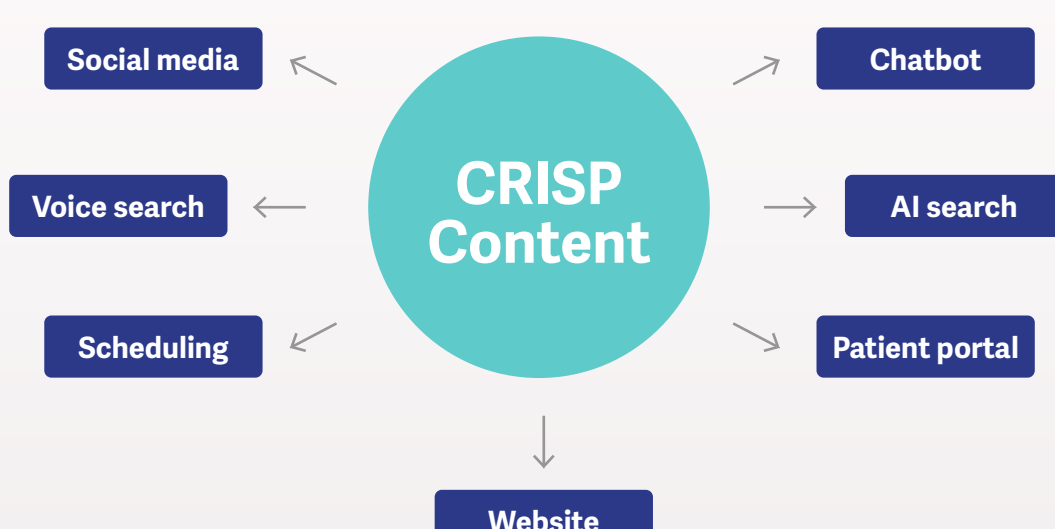 Social media
Chatbot
CRISP
Content
Voice search
AI search
Scheduling
Patient portal
Website